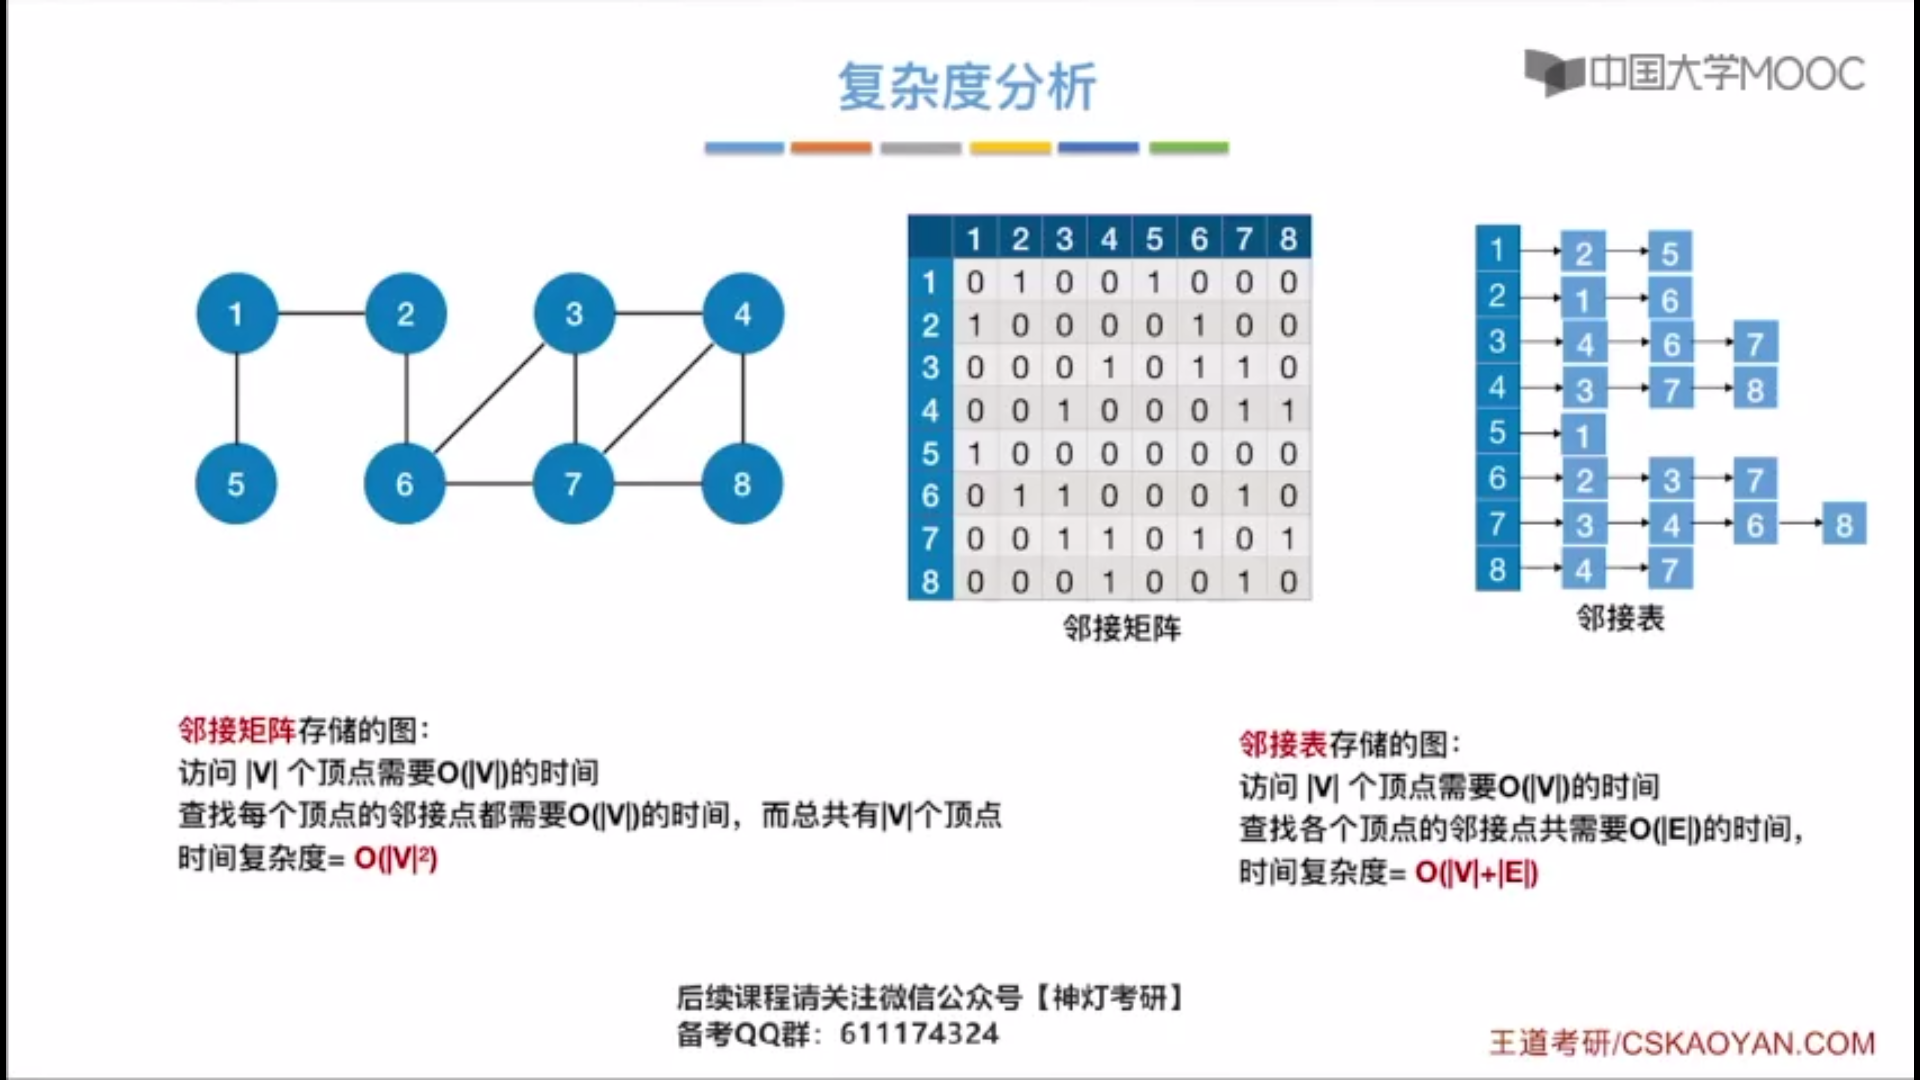 复杂度分析
中国大学MOOC
1 2 3 4
5 6 7 8
1 2 3 4 5 6 7 8
1 0 1 0 0 1 0 0 0
2 1 0 0 0 0 1 0 0
3 0 0 0 1 0 1 1 0
4 0 0 1 0 0 0 1 1
5 1 0 0 0 0 0 0 0
6 0 1 1 0 0 0 1 0
7 0 0 1 1 0 1 0 1
8 0 0 0 1 0 0 1 0
邻接矩阵
1 2 5
2 1 6
3 4 6 7
4 3 7 8
5 1
6 2 3 7
7 3 4 6 8
8 4 7
邻接表
邻接矩阵存储的图：
访问 |V| 个顶点需要O(|V|)的时间
查找每个顶点的邻接点都需要O(|V|)的时间，而总共有|V|个顶点
时间复杂度= O(|V|²)
邻接表存储的图：
访问 |V| 个顶点需要O(|V|)的时间
查找各个顶点的邻接点共需要O(|E|)的时间，
时间复杂度= O(|V|+|E|)
后续课程请关注微信公众号【神灯考研】
备考QQ群：611174324
王道考研/CSKAOYAN.COM